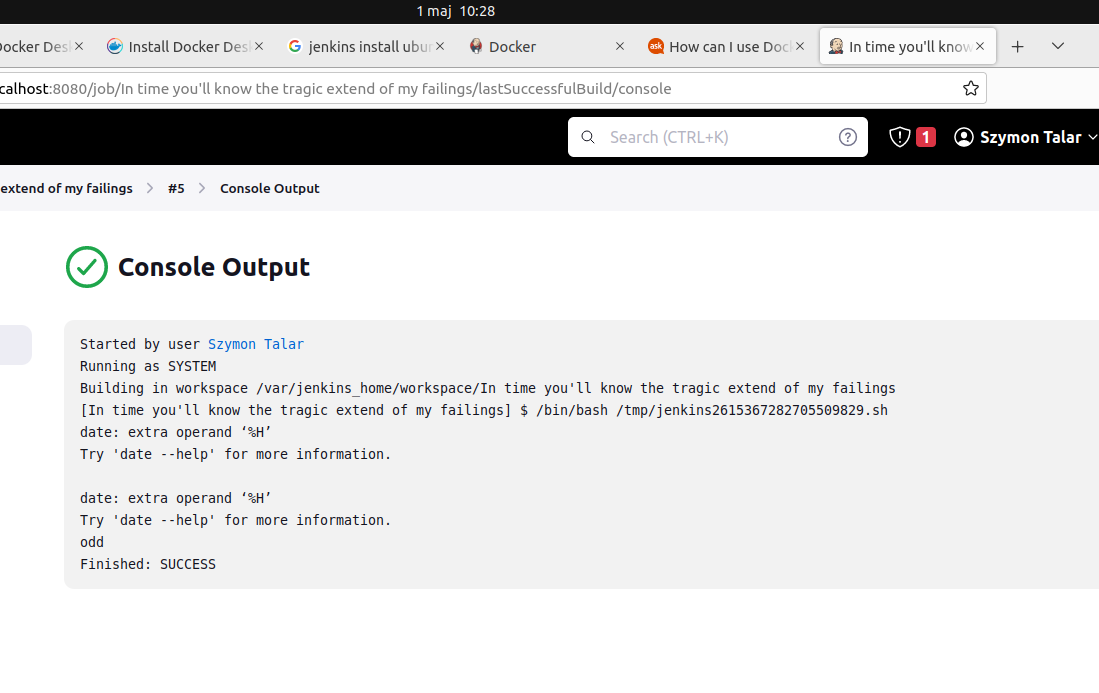 1 maj 10:28
Docker Des
Install Docker Des
jenkins install ubu
Docker
How can I use Doc
In time you'll know
calhost:8080/job/In time you'll know the tragic extend of my failings/lastSuccessfulBuild/console
Search (CTRL+K)
1
Szymon Talar
extend of my failings
#5
Console Output
Console Output
Started by user Szymon Talar
Running as SYSTEM
Building in workspace /var/jenkins_home/workspace/In time you'll know the tragic extend of my failings
[In time you'll know the tragic extend of my failings] $ /bin/bash /tmp/jenkins2615367282705509829.sh
date: extra operand ‘%H’
Try 'date --help' for more information.
date: extra operand ‘%H’
Try 'date --help' for more information.
odd
Finished: SUCCESS